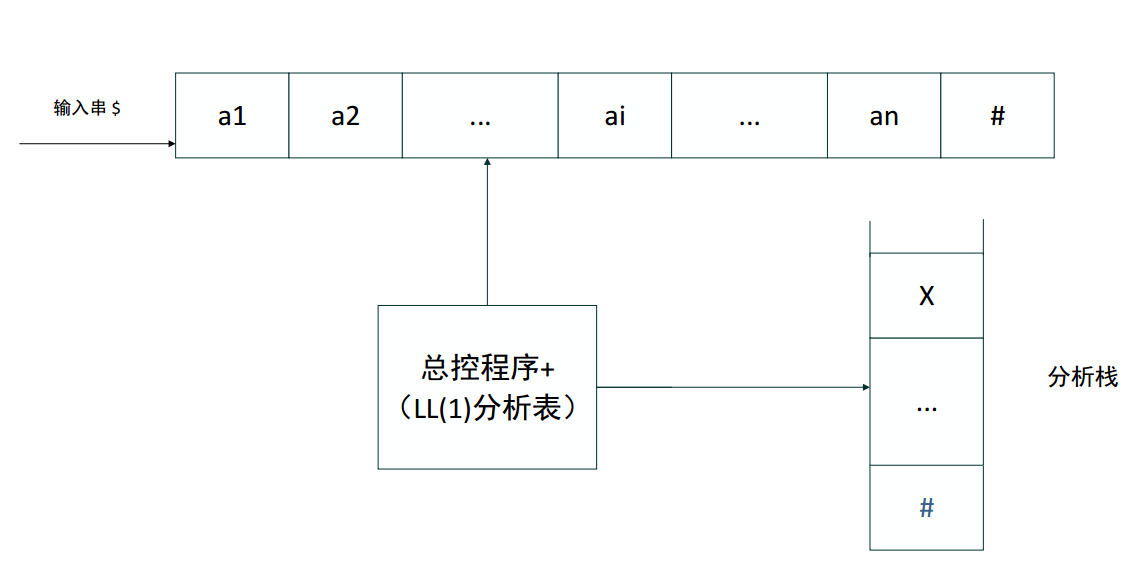 输入串 $
a1 a2 ... ai ... an #
X
总控程序+
（LL(1)分析表）
...
分析栈
#